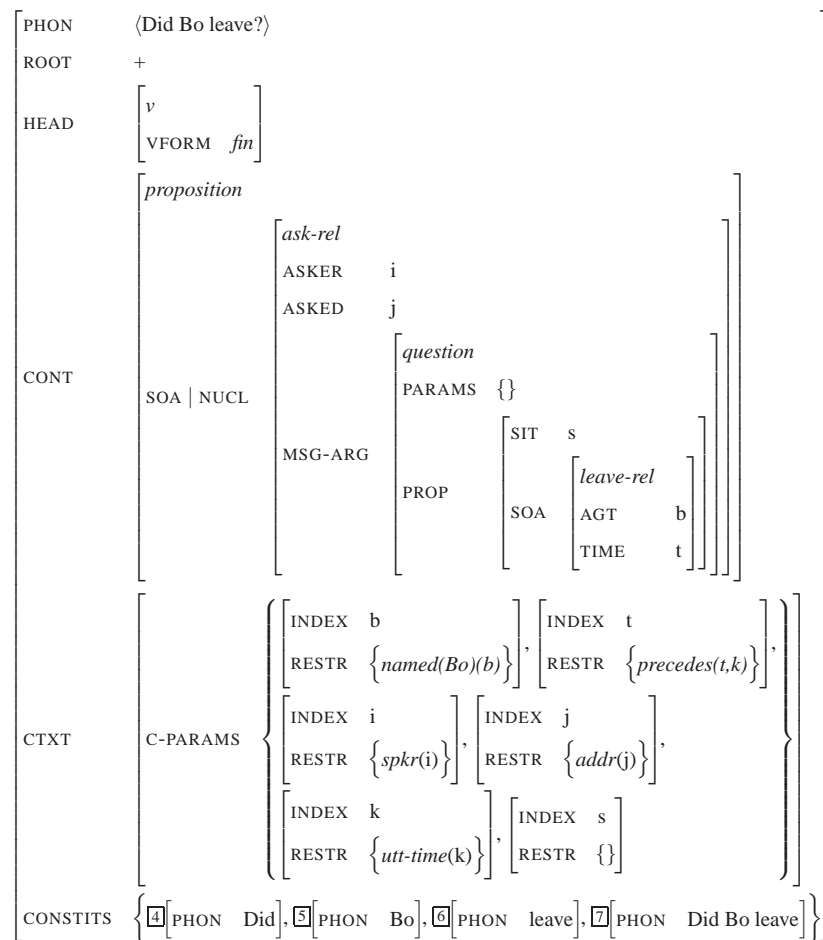 PHON ⟨Did Bo leave?⟩
ROOT +
HEAD v
VFORM fin
proposition
ask-rel
ASKER i
ASKED j
question
CONT SOA | NUCL PARAMS {}
MSG-ARG SIT s
PROP leave-rel
SOA AGT b
TIME t
INDEX b INDEX t
RESTR {named(Bo)(b)}, RESTR {precedes(t,k)},
CTXT C-PARAMS INDEX i INDEX j
RESTR {spkr(i)}, RESTR {addr(j)},
INDEX k INDEX s
RESTR {utt-time(k)}, RESTR {}
CONSTITS {4[PHON Did], 5[PHON Bo], 6[PHON leave], 7[PHON Did Bo leave]}